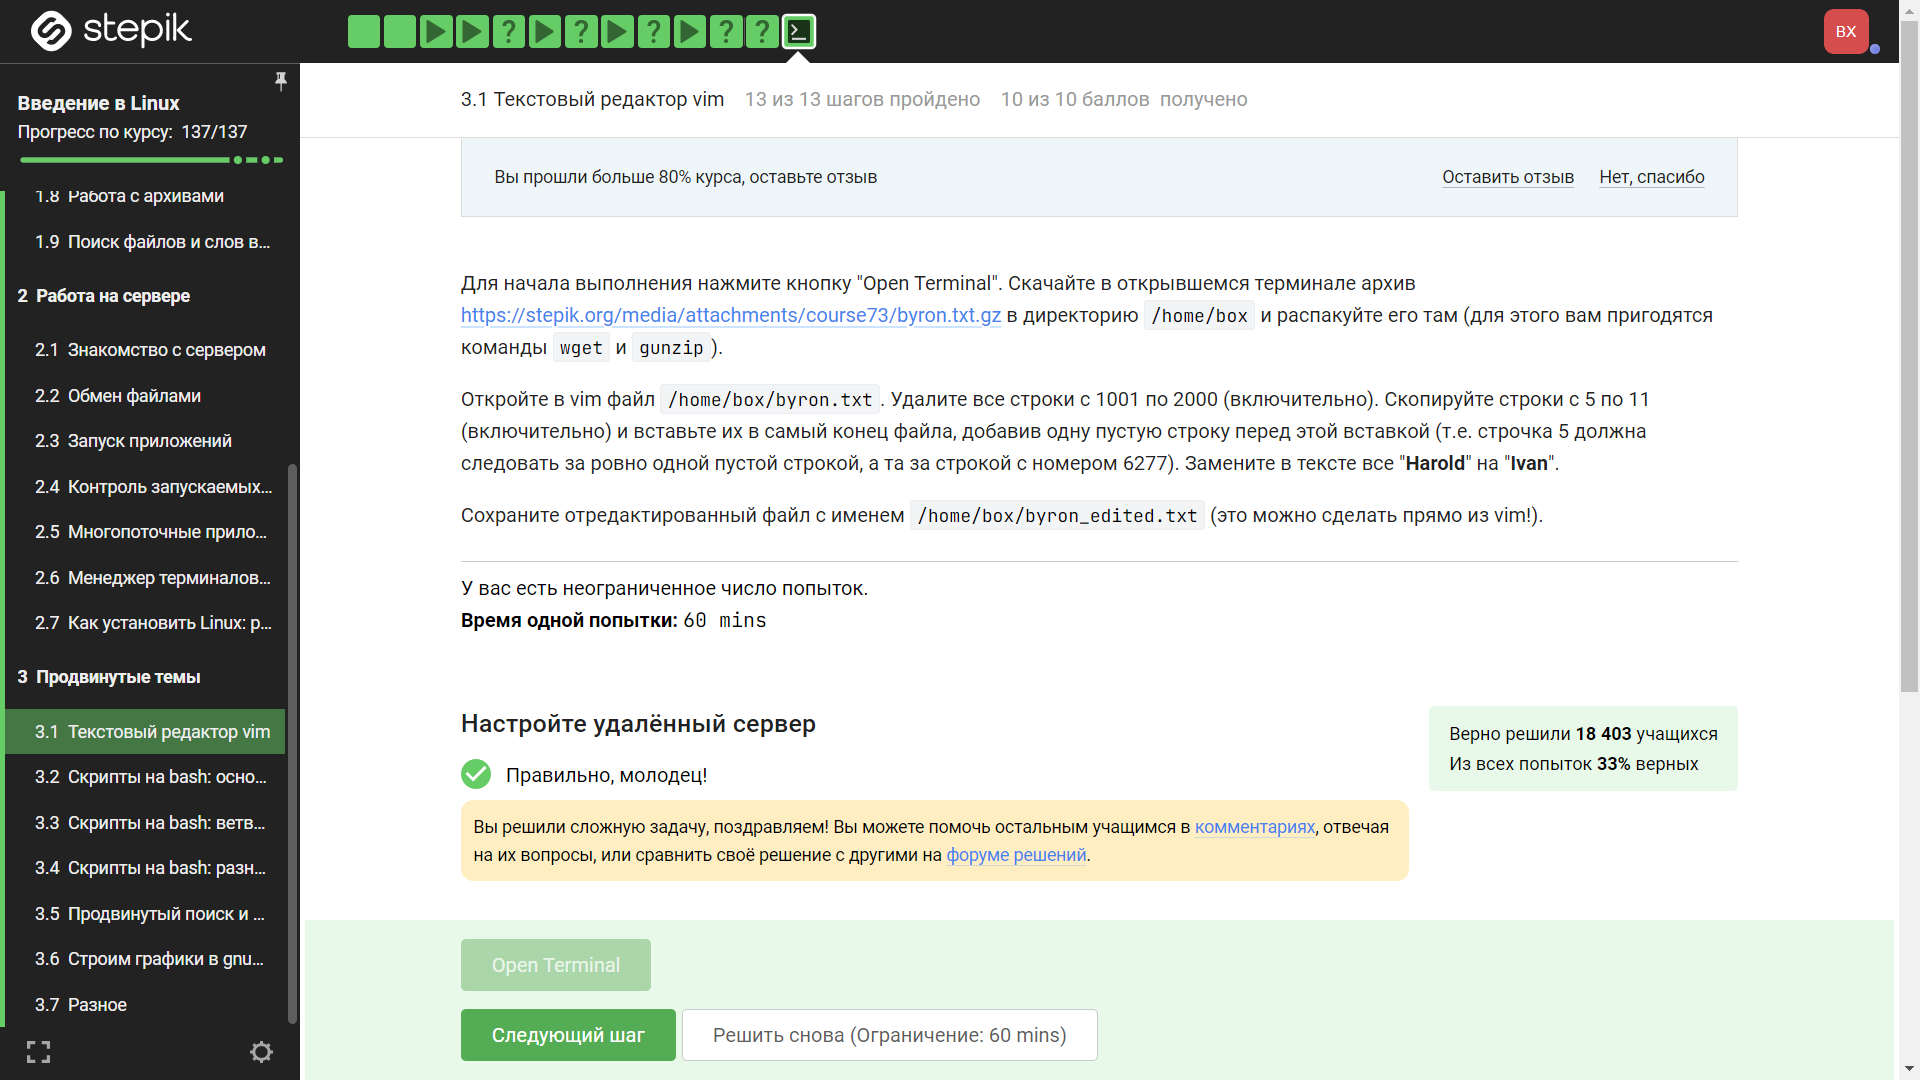 stepik
ВХ
Введение в Linux
Прогресс по курсу: 137/137
1.8 Работа с архивами
1.9 Поиск файлов и слов в...
2 Работа на сервере
2.1 Знакомство с сервером
2.2 Обмен файлами
2.3 Запуск приложений
2.4 Контроль запускаемых...
2.5 Многопоточные прило...
2.6 Менеджер терминалов...
2.7 Как установить Linux: р...
3 Продвинутые темы
3.1 Текстовый редактор vim
3.2 Скрипты на bash: осно...
3.3 Скрипты на bash: ветв...
3.4 Скрипты на bash: разн...
3.5 Продвинутый поиск и ...
3.6 Строим графики в gnu...
3.7 Разное
3.1 Текстовый редактор vim 13 из 13 шагов пройдено 10 из 10 баллов получено
Вы прошли больше 80% курса, оставьте отзыв Оставить отзыв Нет, спасибо
Для начала выполнения нажмите кнопку "Open Terminal". Скачайте в открывшемся терминале архив
https://stepik.org/media/attachments/course73/byron.txt.gz в директорию /home/box и распакуйте его там (для этого вам пригодятся
команды wget и gunzip ).
Откройте в vim файл /home/box/byron.txt . Удалите все строки с 1001 по 2000 (включительно). Скопируйте строки с 5 по 11
(включительно) и вставьте их в самый конец файла, добавив одну пустую строку перед этой вставкой (т.е. строчка 5 должна
следовать за ровно одной пустой строкой, а та за строкой с номером 6277). Замените в тексте все "Harold" на "Ivan".
Сохраните отредактированный файл с именем /home/box/byron_edited.txt (это можно сделать прямо из vim!).
У вас есть неограниченное число попыток.
Время одной попытки: 60 mins
Настройте удалённый сервер
Правильно, молодец!
Верно решили 18 403 учащихся
Из всех попыток 33% верных
Вы решили сложную задачу, поздравляем! Вы можете помочь остальным учащимся в комментариях, отвечая
на их вопросы, или сравнить своё решение с другими на форуме решений.
Open Terminal
Следующий шаг Решить снова (Ограничение: 60 mins)